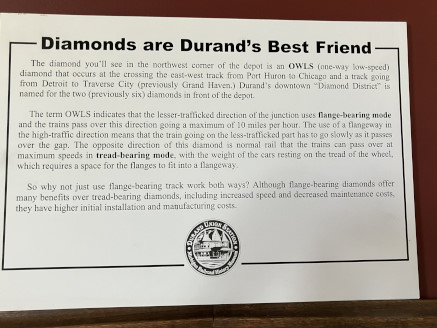 Diamonds are Durand's Best Friend
The diamond you'll see in the northwest corner of the depot is an OWLS (one-way low-speed)
diamond that occurs at the crossing the east-west track from Port Huron to Chicago and a track going
from Detroit to Traverse City (previously Grand Haven.) Durand's downtown "Diamond District" is
named for the two (previously six) diamonds in front of the depot.
The term OWLS indicates that the lesser-trafficked direction of the junction uses flange-bearing mode
and the trains pass over this direction going a maximum of 10 miles per hour. The use of a flangeway in
the high-traffic direction means that the train going on the less-trafficked part has to go slowly as it passes
over the gap. The opposite direction of this diamond is normal rail that the trains can pass over at
maximum speeds in tread-bearing mode, with the weight of the cars resting on the tread of the wheel,
which requires a space for the flanges to fit into a flangeway.
So why not just use flange-bearing track work both ways? Although flange-bearing diamonds offer
many benefits over tread-bearing diamonds, including increased speed and decreased maintenance costs,
they have higher initial installation and manufacturing costs.
DURAND UNION STATION